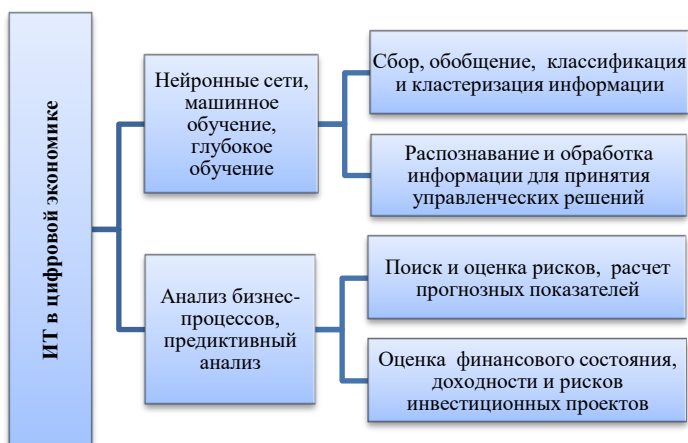 ИТ в цифровой экономике
Нейронные сети,
машинное
обучение,
глубокое
обучение
Сбор, обобщение, классификация
и кластеризация информации
Распознавание и обработка
информации для принятия
управленческих решений
Анализ бизнес-
процессов,
предиктивный
анализ
Поиск и оценка рисков, расчет
прогнозных показателей
Оценка финансового состояния,
доходности и рисков
инвестиционных проектов